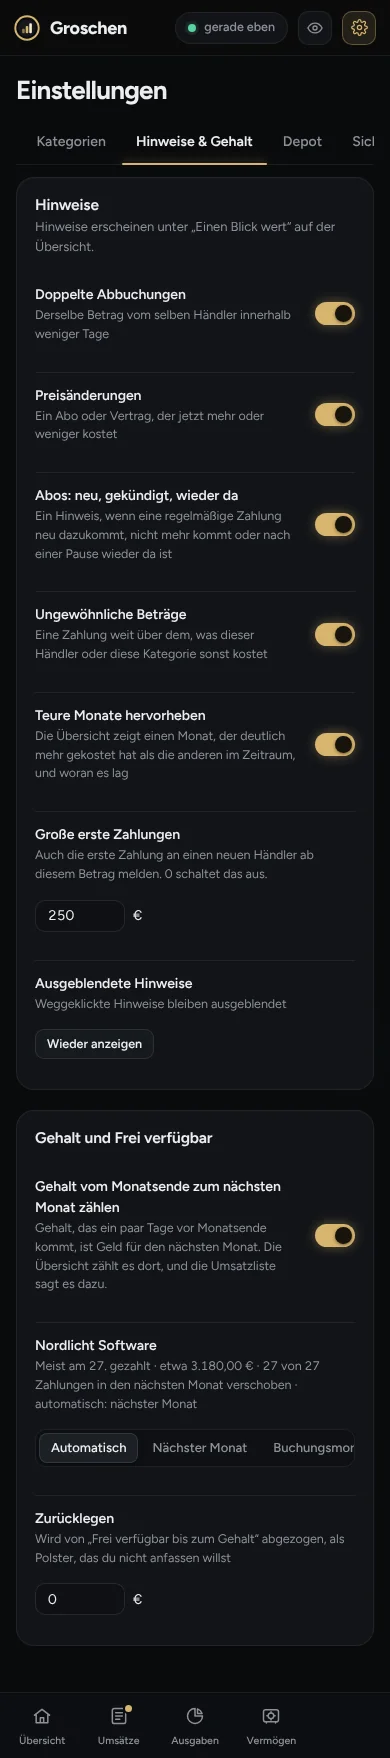 Groschen
gerade eben
Einstellungen
Kategorien
Hinweise & Gehalt
Depot
Hinweise
Hinweise erscheinen unter „Einen Blick wert“ auf der
Übersicht.
Doppelte Abbuchungen
Derselbe Betrag vom selben Händler innerhalb
weniger Tage
Preisänderungen
Ein Abo oder Vertrag, der jetzt mehr oder
weniger kostet
Abos: neu, gekündigt, wieder da
Ein Hinweis, wenn eine regelmäßige Zahlung
neu dazukommt, nicht mehr kommt oder nach
einer Pause wieder da ist
Ungewöhnliche Beträge
Eine Zahlung weit über dem, was dieser
Händler oder diese Kategorie sonst kostet
Teure Monate hervorheben
Die Übersicht zeigt einen Monat, der deutlich
mehr gekostet hat als die anderen im Zeitraum,
und woran es lag
Große erste Zahlungen
Auch die erste Zahlung an einen neuen Händler ab
diesem Betrag melden. 0 schaltet das aus.
250 €
Ausgeblendete Hinweise
Weggeklickte Hinweise bleiben ausgeblendet
Wieder anzeigen
Gehalt und Frei verfügbar
Gehalt vom Monatsende zum nächsten
Monat zählen
Gehalt, das ein paar Tage vor Monatsende
kommt, ist Geld für den nächsten Monat. Die
Übersicht zählt es dort, und die Umsatzliste
sagt es dazu.
Nordlicht Software
Meist am 27. gezahlt · etwa 3.180,00 € · 27 von 27
Zahlungen in den nächsten Monat verschoben ·
automatisch: nächster Monat
Automatisch
Nächster Monat
Zurücklegen
Wird von „Frei verfügbar bis zum Gehalt“ abgezogen, als
Polster, das du nicht anfassen willst
0 €
Übersicht
Umsätze
Ausgaben
Vermögen